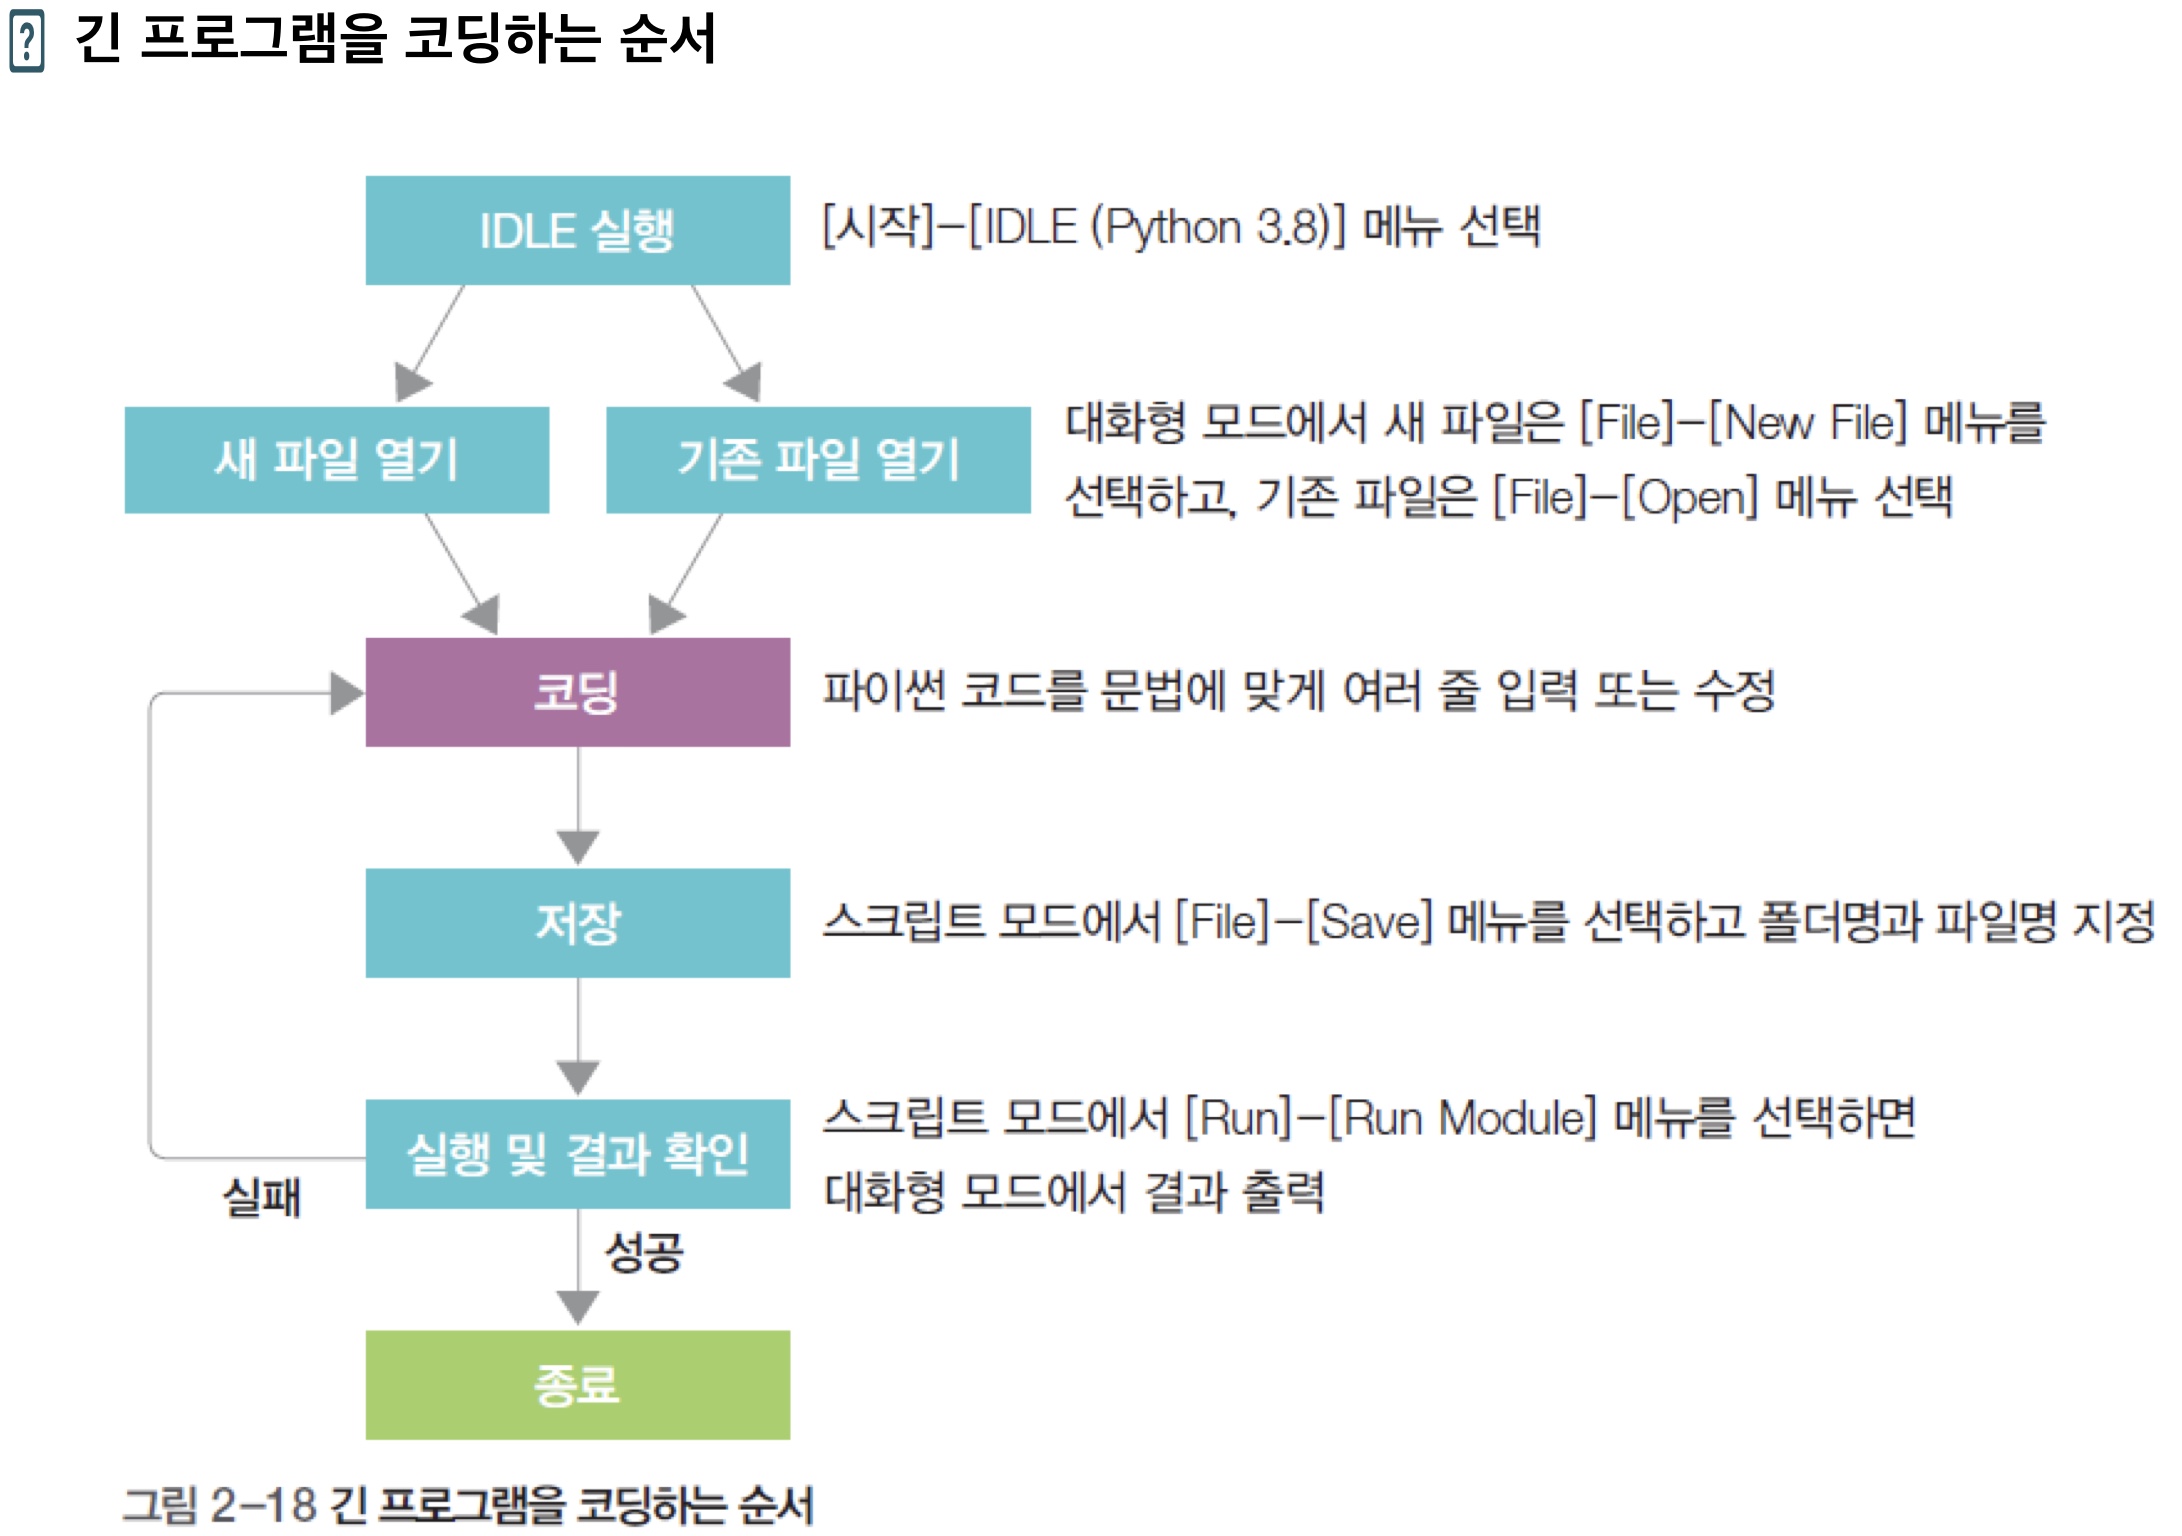 긴 프로그램을 코딩하는 순서
IDLE 실행
[시작]-[IDLE (Python 3.8)] 메뉴 선택
새 파일 열기
기존 파일 열기
대화형 모드에서 새 파일은 [File]-[New File] 메뉴를
선택하고, 기존 파일은 [File]-[Open] 메뉴 선택
코딩
파이썬 코드를 문법에 맞게 여러 줄 입력 또는 수정
저장
스크립트 모드에서 [File]-[Save] 메뉴를 선택하고 폴더명과 파일명 지정
실행 및 결과 확인
스크립트 모드에서 [Run]-[Run Module] 메뉴를 선택하면
대화형 모드에서 결과 출력
실패
성공
종료
그림 2-18 긴 프로그램을 코딩하는 순서